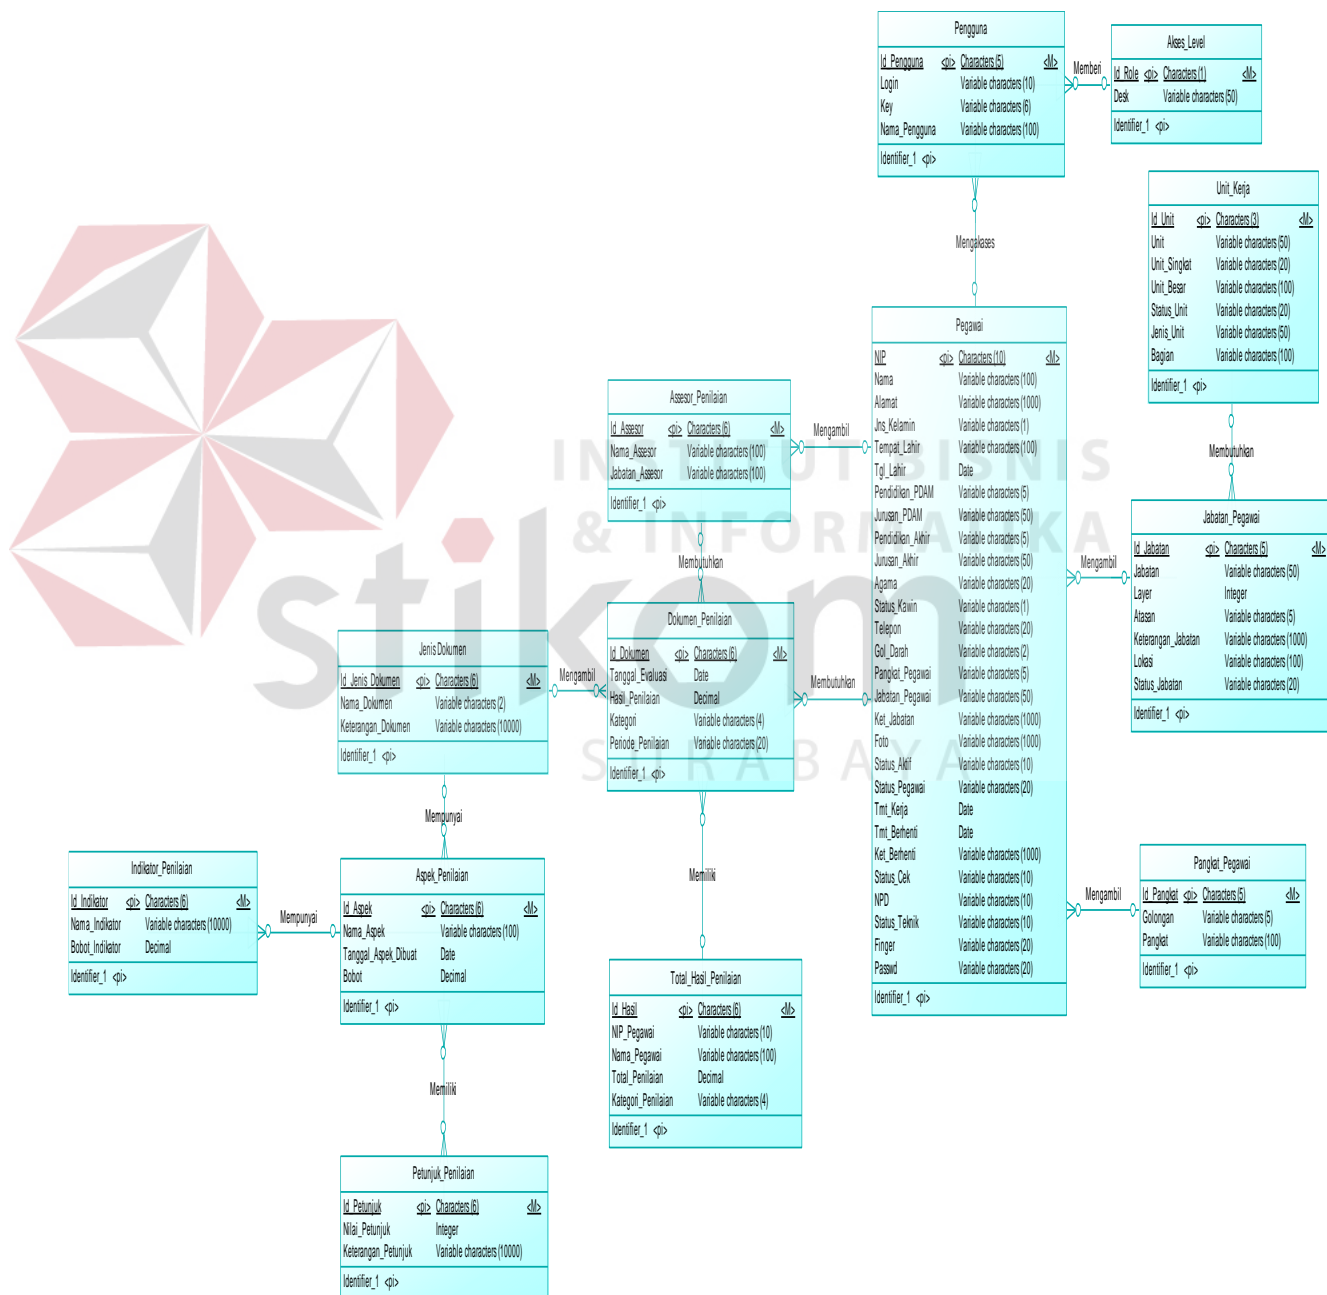 Pengguna
Id_Pengguna <pi> Characters (5) <M>
Login Variable characters (10)
Key Variable characters (6)
Nama_Pengguna Variable characters (100)
Identifier_1 <pi>
Memberi
Akses_Level
Id_Role <pi> Characters (1) <M>
Desk Variable characters (50)
Identifier_1 <pi>
Mengakases
Unit_Kerja
Id_Unit <pi> Characters (3) <M>
Unit Variable characters (50)
Unit_Singkat Variable characters (20)
Unit_Besar Variable characters (100)
Status_Unit Variable characters (20)
Jenis_Unit Variable characters (50)
Bagian Variable characters (100)
Identifier_1 <pi>
Membutuhkan
Pegawai
NIP <pi> Characters (10) <M>
Nama Variable characters (100)
Alamat Variable characters (1000)
Jns_Kelamin Variable characters (1)
Tempat_Lahir Variable characters (100)
Tgl_Lahir Date
Pendidikan_PDAM Variable characters (5)
Jurusan_PDAM Variable characters (50)
Pendidikan_Akhir Variable characters (5)
Jurusan_Akhir Variable characters (50)
Agama Variable characters (20)
Status_Kawin Variable characters (1)
Telepon Variable characters (20)
Gol_Darah Variable characters (2)
Pangkat_Pegawai Variable characters (5)
Jabatan_Pegawai Variable characters (50)
Ket_Jabatan Variable characters (1000)
Foto Variable characters (1000)
Status_Aktif Variable characters (10)
Status_Pegawai Variable characters (20)
Tmt_Kerja Date
Tmt_Berhenti Date
Ket_Berhenti Variable characters (1000)
Status_Cek Variable characters (10)
NPD Variable characters (10)
Status_Teknik Variable characters (10)
Finger Variable characters (20)
Passwd Variable characters (20)
Identifier_1 <pi>
Assesor_Penilaian
Id_Assesor <pi> Characters (6) <M>
Nama_Assesor Variable characters (100)
Jabatan_Assesor Variable characters (100)
Identifier_1 <pi>
Mengambil
Membutuhkan
INSTITUT BISNIS
& INFORMATIKA
stikom
SURABAYA
Jabatan_Pegawai
Id_Jabatan <pi> Characters (5) <M>
Jabatan Variable characters (50)
Layer Integer
Atasan Variable characters (5)
Keterangan_Jabatan Variable characters (1000)
Lokasi Variable characters (100)
Status_Jabatan Variable characters (20)
Identifier_1 <pi>
Mengambil
Dokumen_Penilaian
Id_Dokumen <pi> Characters (6) <M>
Tanggal_Evaluasi Date
Hasil_Penilaian Decimal
Kategori Variable characters (4)
Periode_Penilaian Variable characters (20)
Identifier_1 <pi>
Membutuhkan
Jenis Dokumen
Id_Jenis_Dokumen <pi> Characters (6) <M>
Nama_Dokumen Variable characters (2)
Keterangan_Dokumen Variable characters (10000)
Identifier_1 <pi>
Mengambil
Mempunyai
Indikator_Penilaian
Id_Indikator <pi> Characters (6) <M>
Nama_Indikator Variable characters (10000)
Bobot_Indikator Decimal
Identifier_1 <pi>
Mempunyai
Aspek_Penilaian
Id_Aspek <pi> Characters (6) <M>
Nama_Aspek Variable characters (100)
Tanggal_Aspek_Dibuat Date
Bobot Decimal
Identifier_1 <pi>
Memiliki
Pangkat_Pegawai
Id_Pangkat <pi> Characters (5) <M>
Golongan Variable characters (5)
Pangkat Variable characters (100)
Identifier_1 <pi>
Mengambil
Memiliki
Total_Hasil_Penilaian
Id_Hasil <pi> Characters (6) <M>
NIP_Pegawai Variable characters (10)
Nama_Pegawai Variable characters (100)
Total_Penilaian Decimal
Kategori_Penilaian Variable characters (4)
Identifier_1 <pi>
Petunjuk_Penilaian
Id_Petunjuk <pi> Characters (6) <M>
Nilai_Petunjuk Integer
Keterangan_Petunjuk Variable characters (10000)
Identifier_1 <pi>